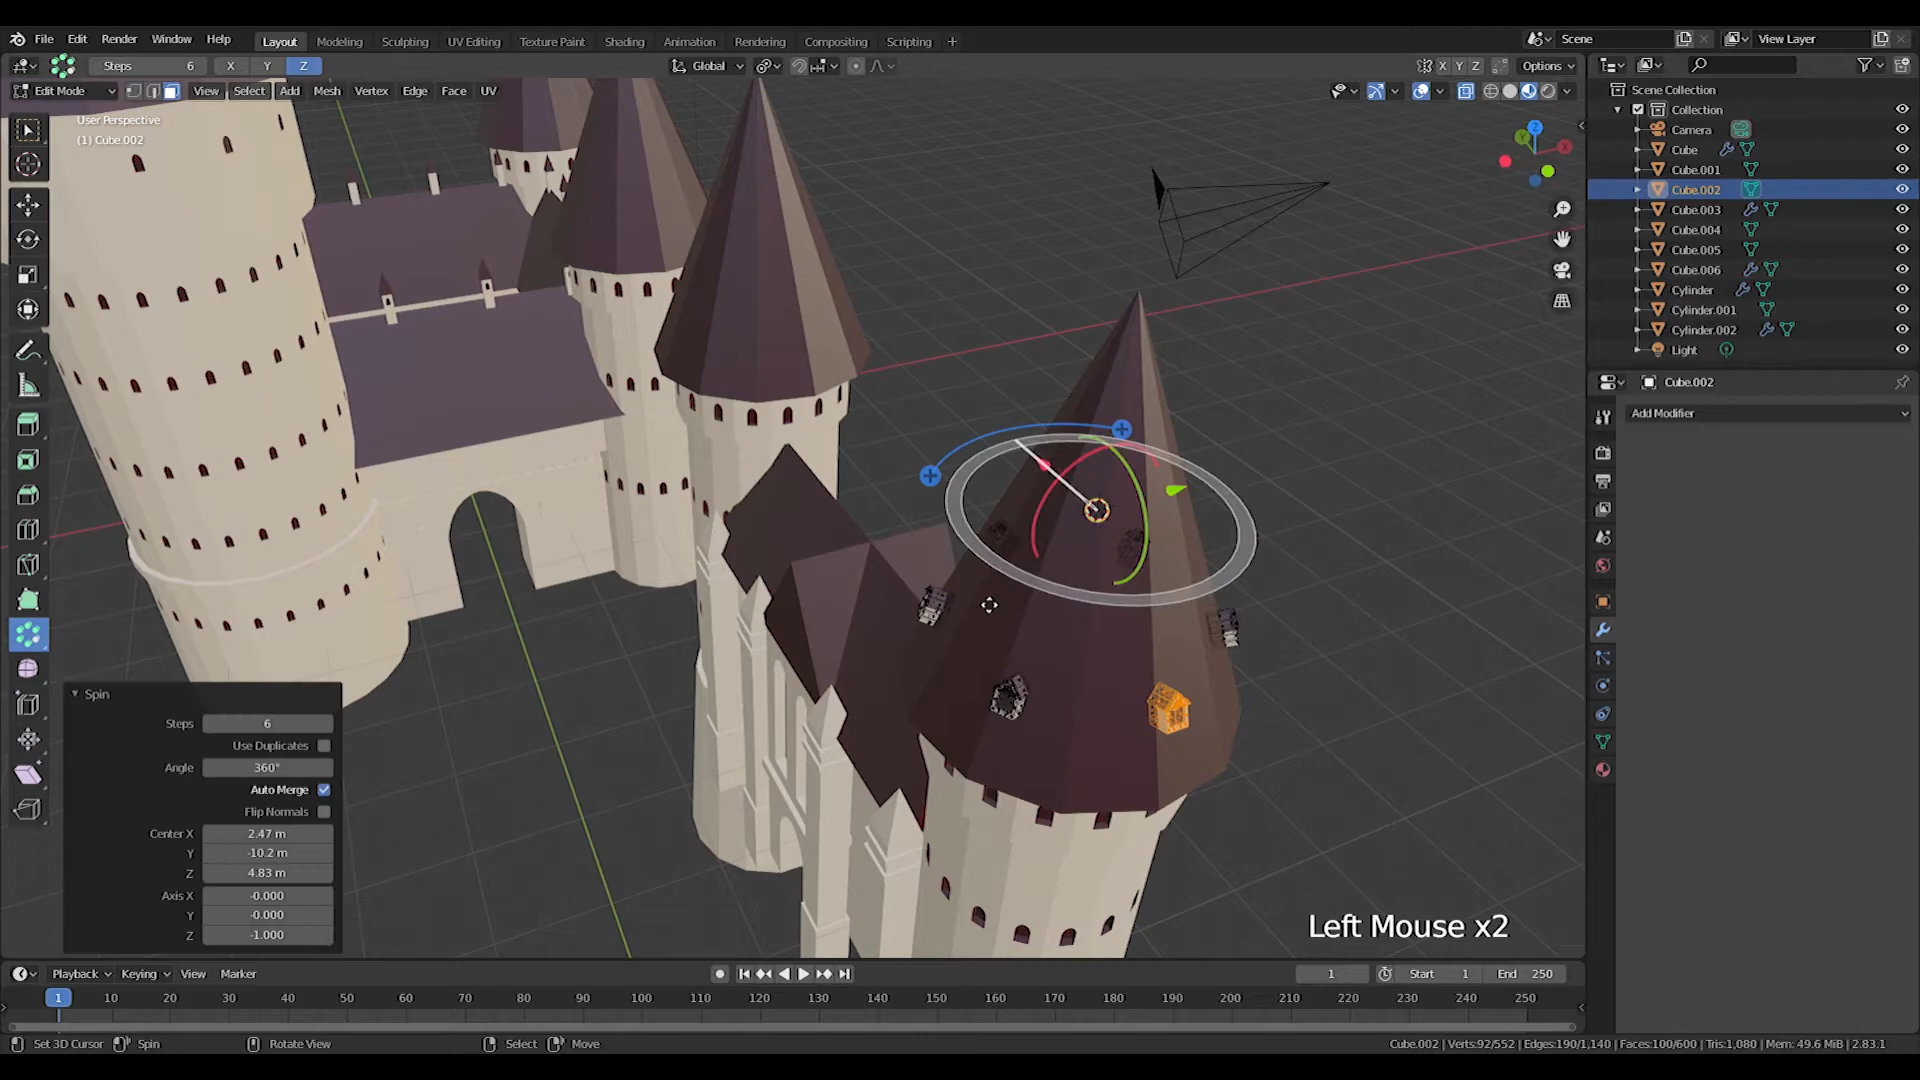 File Edit Render Window Help
Layout Modeling Sculpting UV Editing Texture Paint Shading Animation Rendering Compositing Scripting +
Scene
View Layer
Steps 6 X Y Z
Global
X Y Z Options
Edit Mode View Select Add Mesh Vertex Edge Face UV
User Perspective
(1) Cube.002
Z
Y
X
Scene Collection
Collection
Camera
Cube
Cube.001
Cube.002
Cube.003
Cube.004
Cube.005
Cube.006
Cylinder
Cylinder.001
Cylinder.002
Light
Cube.002
Add Modifier
Spin
Steps 6
Use Duplicates
Angle 360°
Auto Merge
Flip Normals
Center X 2.47 m
Y -10.2 m
Z 4.83 m
Axis X -0.000
Y -0.000
Z -1.000
Left Mouse x2
Playback Keying View Marker
1 Start 1 End 250
1 10 20 30 40 50 60 70 80 90 100 110 120 130 140 150 160 170 180 190 200 210 220 230 240 250
Set 3D Cursor Spin Rotate View Select Move
Cube.002 | Verts:92/552 | Edges:190/1,140 | Faces:100/600 | Tris:1,080 | Mem: 49.6 MiB | 2.83.1